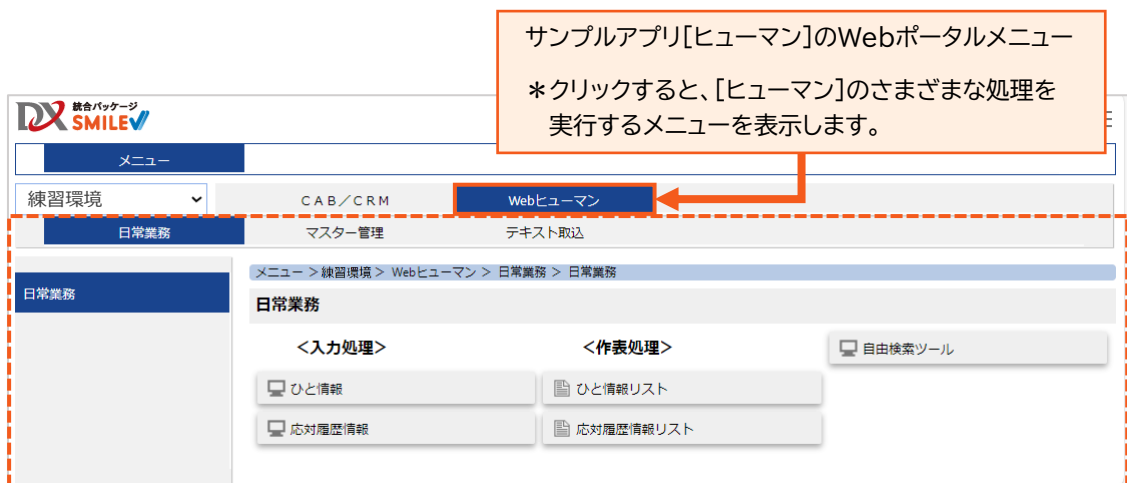 サンプルアプリ[ヒューマン]のWebポータルメニュー
＊クリックすると、[ヒューマン]のさまざまな処理を
実行するメニューを表示します。
DX 統合パッケージ
SMILE V
メニュー
練習環境 CAB／CRM Webヒューマン
日常業務 マスター管理 テキスト取込
メニュー ＞練習環境＞ Webヒューマン ＞ 日常業務 ＞ 日常業務
日常業務
日常業務
＜入力処理＞ ＜作表処理＞ 自由検索ツール
ひと情報 ひと情報リスト
応対履歴情報 応対履歴情報リスト